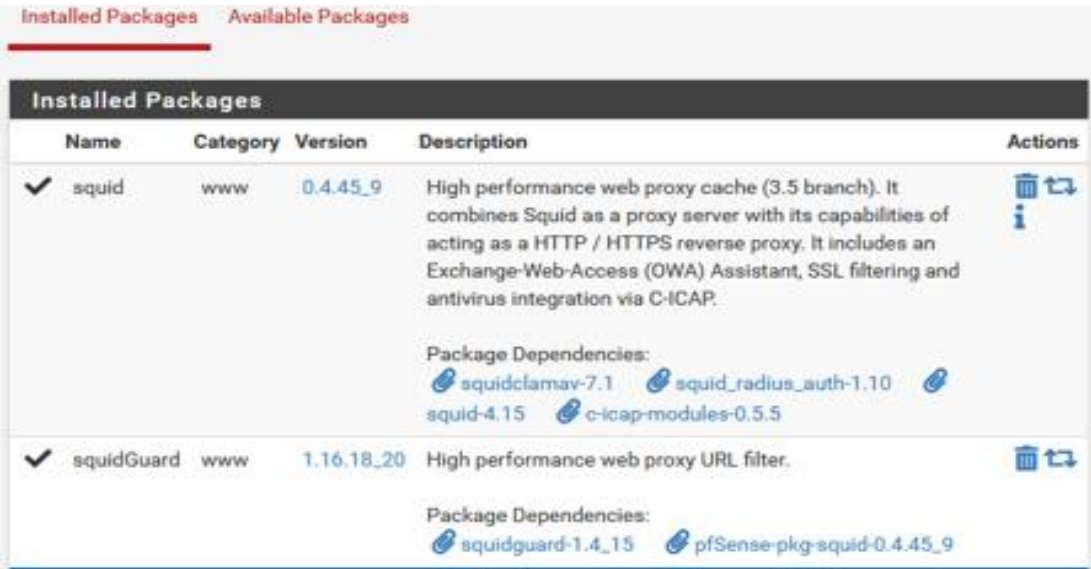 Installed Packages Available Packages
Installed Packages
Name Category Version Description Actions
squid www 0.4.45_9 High performance web proxy cache (3.5 branch). It
combines Squid as a proxy server with its capabilities of
acting as a HTTP / HTTPS reverse proxy. It includes an
Exchange-Web-Access (OWA) Assistant, SSL filtering and
antivirus integration via C-ICAP.
Package Dependencies:
squidclamav-7.1 squid_radius_auth-1.10
squid-4.15 c-icap-modules-0.5.5
squidGuard www 1.16.18_20 High performance web proxy URL filter.
Package Dependencies:
squidguard-1.4_15 pfSense-pkg-squid-0.4.45_9